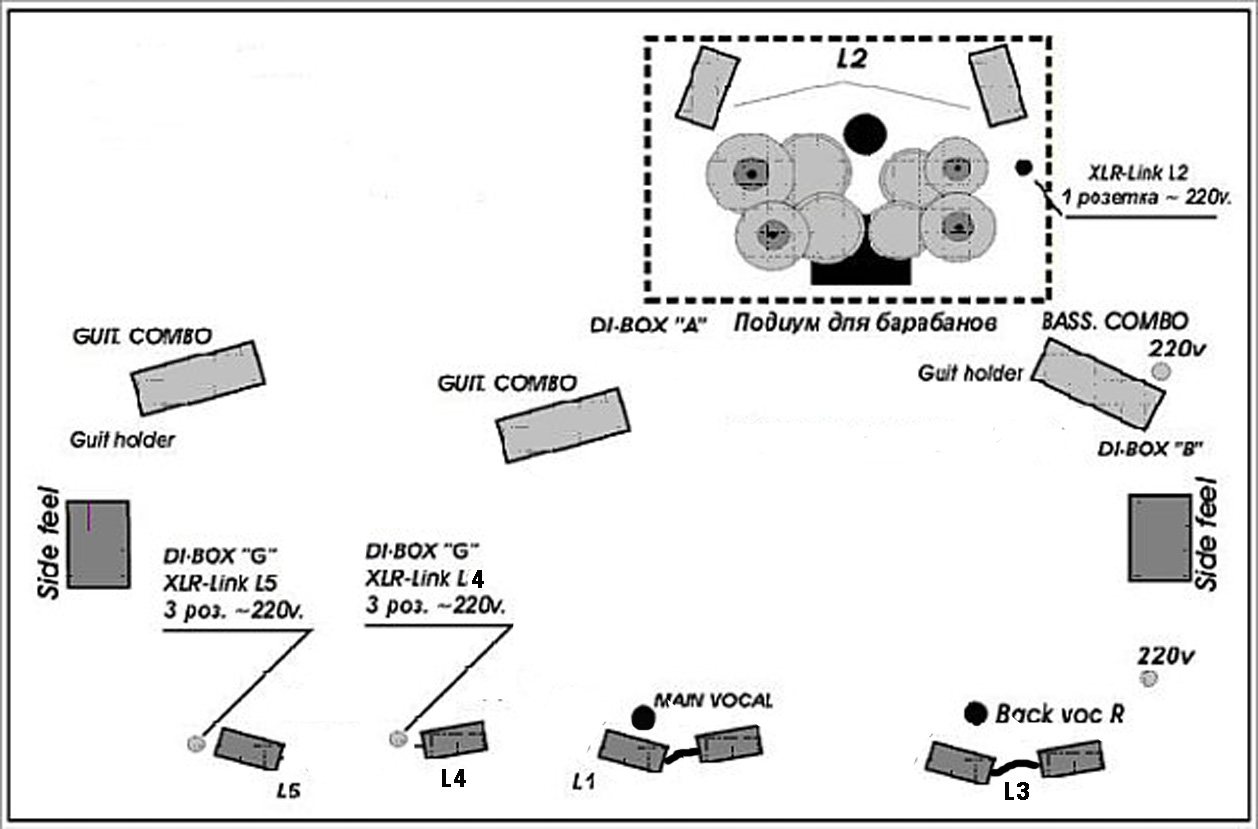 L2
XLR-Link L2
1 розетка ~ 220v.
DI-BOX "A"
Подиум для барабанов
BASS. COMBO
220v
GUIT. COMBO
Guit holder
GUIT. COMBO
Guit holder
DI-BOX "B"
Side feel
Side feel
DI-BOX "G"
XLR-Link L5
3 роз. ~220v.
DI-BOX "G"
XLR-Link L4
3 роз. ~220v.
220v
MAIN VOCAL
Back voc R
L5
L4
L1
L3